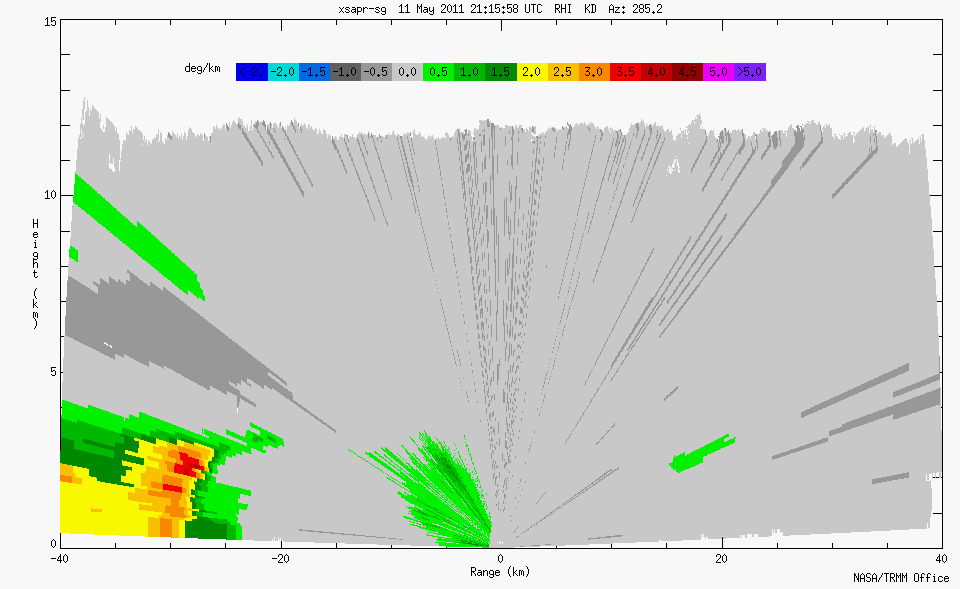 xsapr-sg 11 May 2011 21:15:58 UTC RHI KD Az: 285.2
15
deg/km -2.0 -1.5 -1.0 -0.5 0.0 0.5 1.0 1.5 2.0 2.5 3.0 3.5 4.0 4.5 5.0 >5.0
10
Height (km)
5
0
-40 -20 0 20 40
Range (km)
NASA/TRMM Office